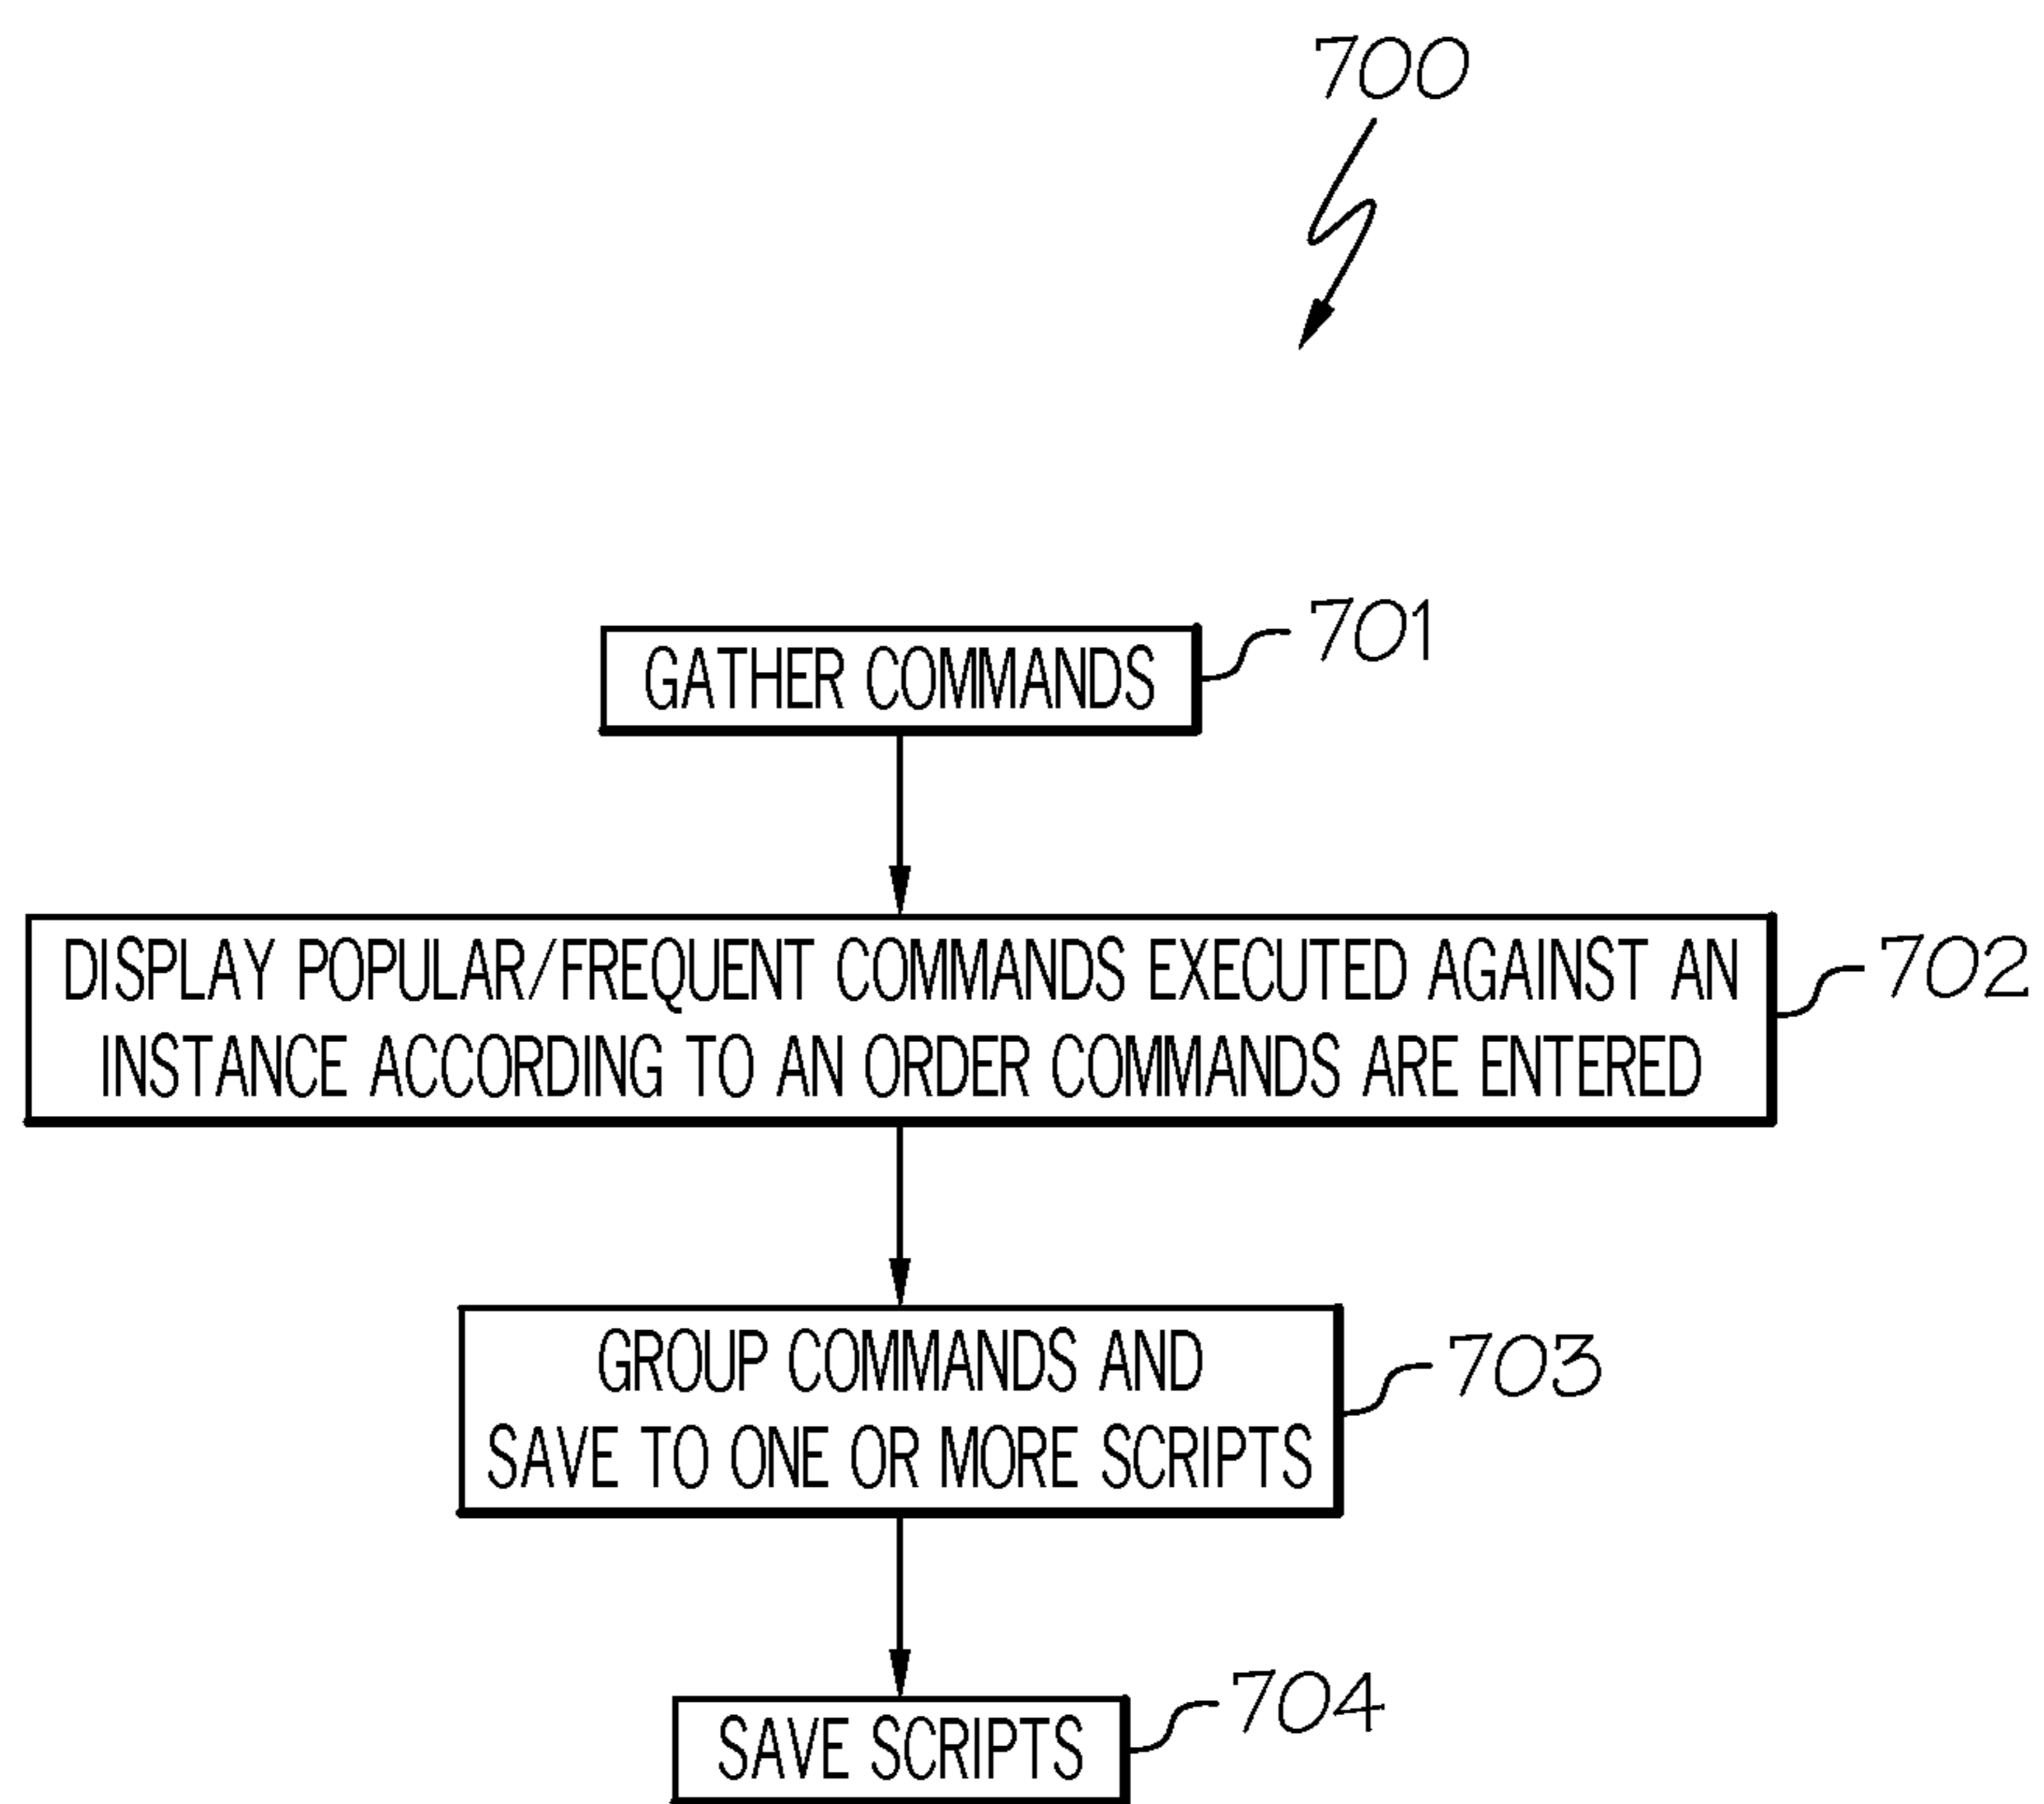 700
GATHER COMMANDS
701
DISPLAY POPULAR/FREQUENT COMMANDS EXECUTED AGAINST AN
INSTANCE ACCORDING TO AN ORDER COMMANDS ARE ENTERED
702
GROUP COMMANDS AND
SAVE TO ONE OR MORE SCRIPTS
703
SAVE SCRIPTS
704